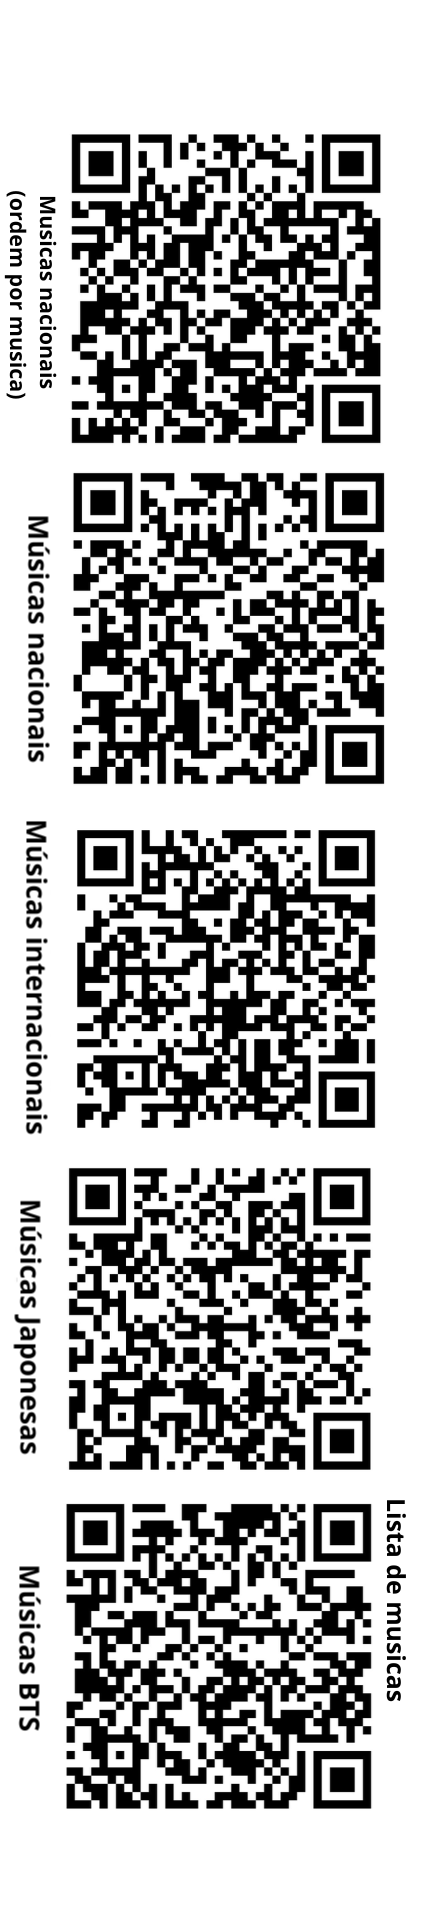 Lista de musicas
Musicas nacionais
(ordem por musica)
Músicas nacionais
Músicas internacionais
Músicas Japonesas
Músicas BTS